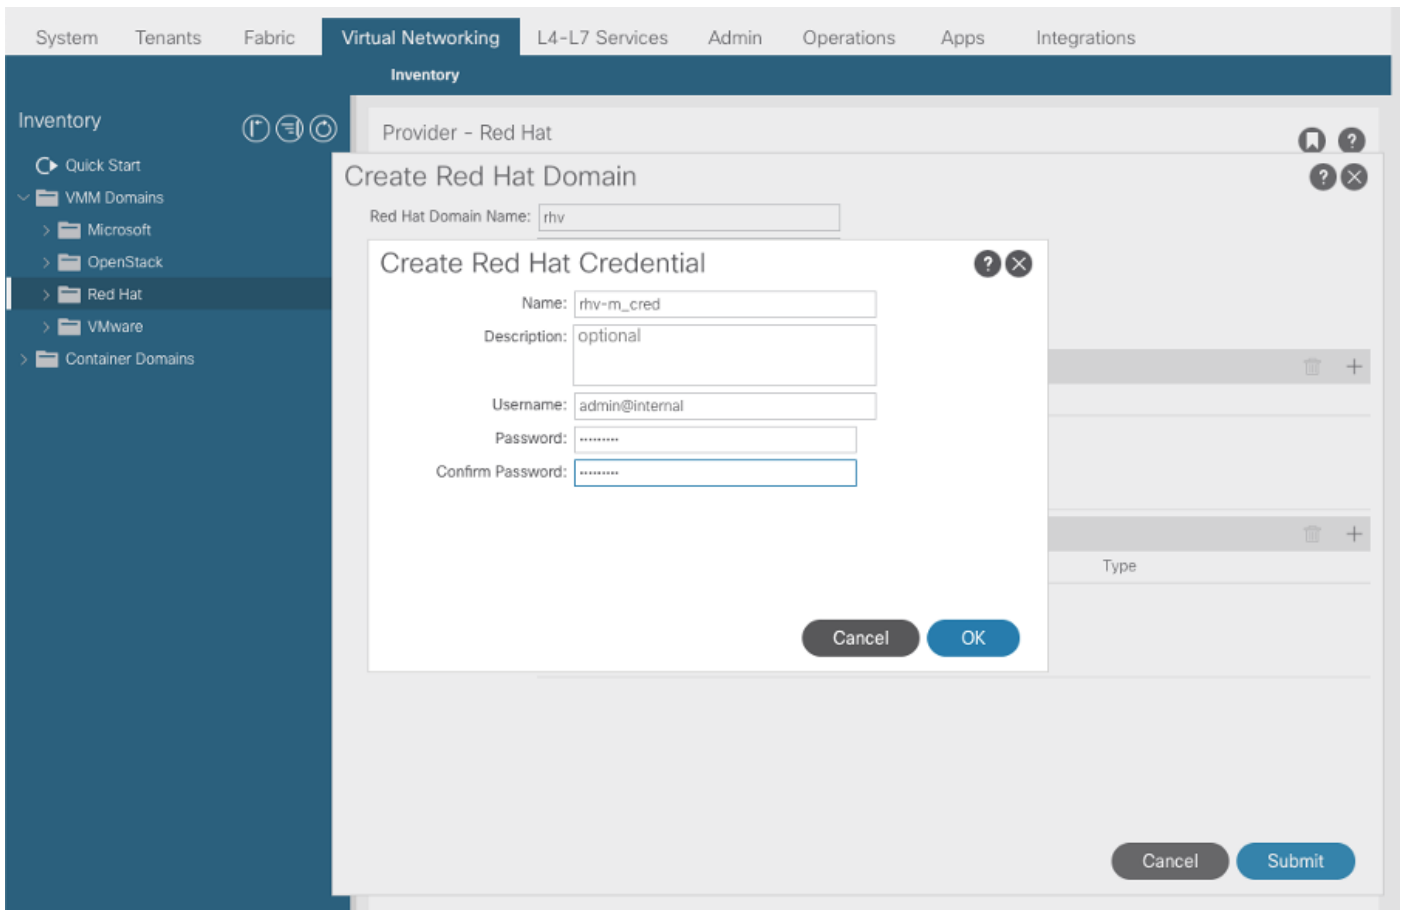 System Tenants Fabric Virtual Networking L4-L7 Services Admin Operations Apps Integrations
Inventory
Inventory
Provider - Red Hat
Quick Start
VMM Domains
Microsoft
OpenStack
Red Hat
VMware
Container Domains
Create Red Hat Domain
Red Hat Domain Name: rhv
Create Red Hat Credential
Name: rhv-m_cred
Description: optional
Username: admin@internal
Password: ·········
Confirm Password: ·········
Type
Cancel OK
Cancel Submit